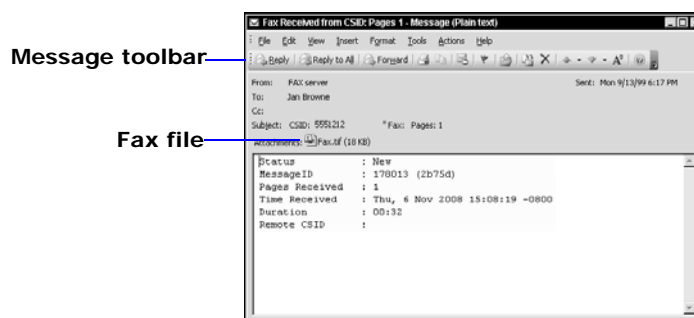 Fax Received from CSID: Pages 1 - Message (Plain text)
File Edit View Insert Format Tools Actions Help
Message toolbar
Reply Reply to All Forward
From: FAX server Sent: Mon 9/13/99 6:17 PM
To: Jan Browne
Cc:
Subject: CSID: 5551212 "Fax: Pages: 1
Fax file
Attachments: Fax.tif (18 KB)
Status : New
MessageID : 178013 (2b75d)
Pages Received : 1
Time Received : Thu, 6 Nov 2008 15:08:19 -0800
Duration : 00:32
Remote CSID :